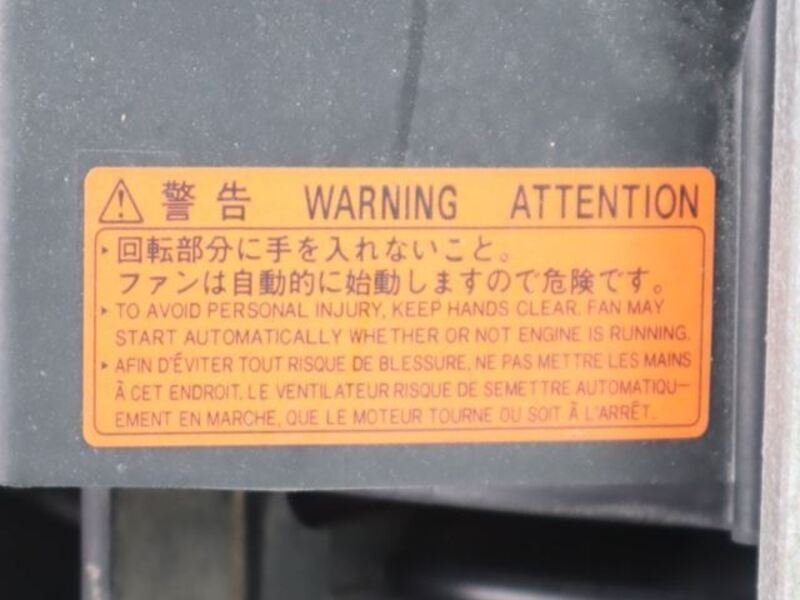 警告 WARNING ATTENTION
・回転部分に手を入れないこと。
ファンは自動的に始動しますので危険です。
・TO AVOID PERSONAL INJURY, KEEP HANDS CLEAR. FAN MAY
START AUTOMATICALLY WHETHER OR NOT ENGINE IS RUNNING.
・AFIN D'ÉVITER TOUT RISQUE DE BLESSURE, NE PAS METTRE LES MAINS
À CET ENDROIT. LE VENTILATEUR RISQUE DE SEMETTRE AUTOMATIQU-
EMENT EN MARCHE, QUE LE MOTEUR TOURNE OU SOIT À L'ARRÊT.